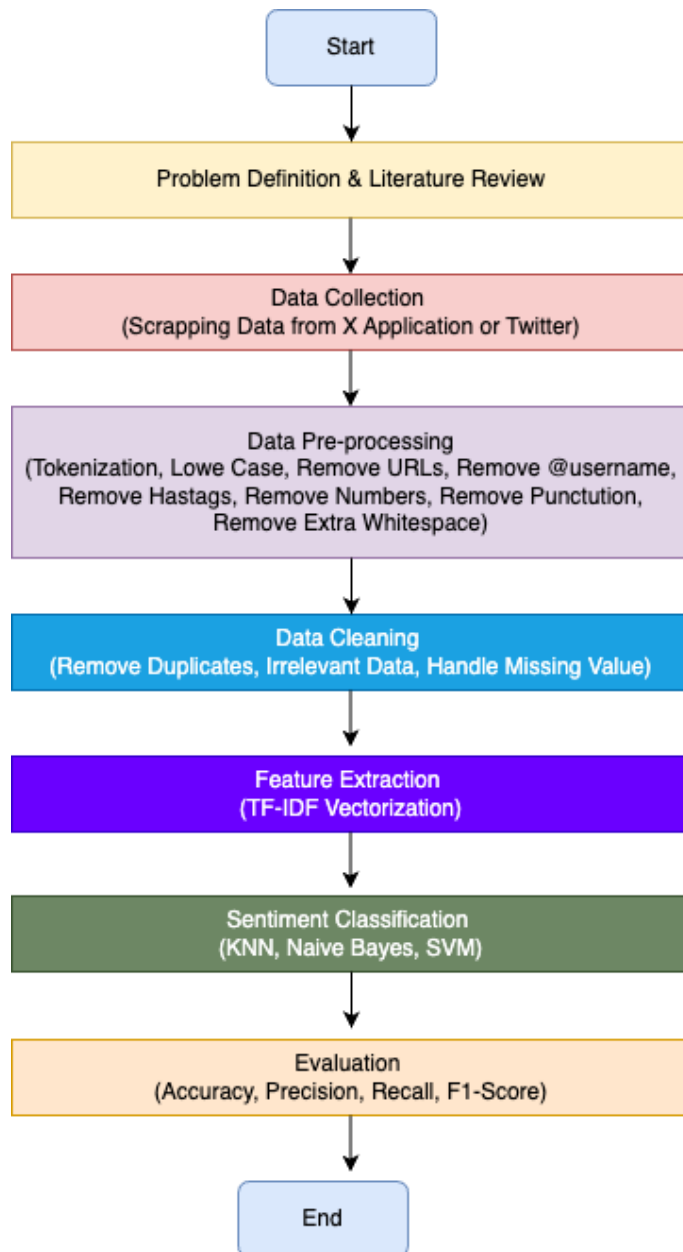 Start
Problem Definition & Literature Review
Data Collection
(Scrapping Data from X Application or Twitter)
Data Pre-processing
(Tokenization, Lowe Case, Remove URLs, Remove @username,
Remove Hastags, Remove Numbers, Remove Punctution,
Remove Extra Whitespace)
Data Cleaning
(Remove Duplicates, Irrelevant Data, Handle Missing Value)
Feature Extraction
(TF-IDF Vectorization)
Sentiment Classification
(KNN, Naive Bayes, SVM)
Evaluation
(Accuracy, Precision, Recall, F1-Score)
End